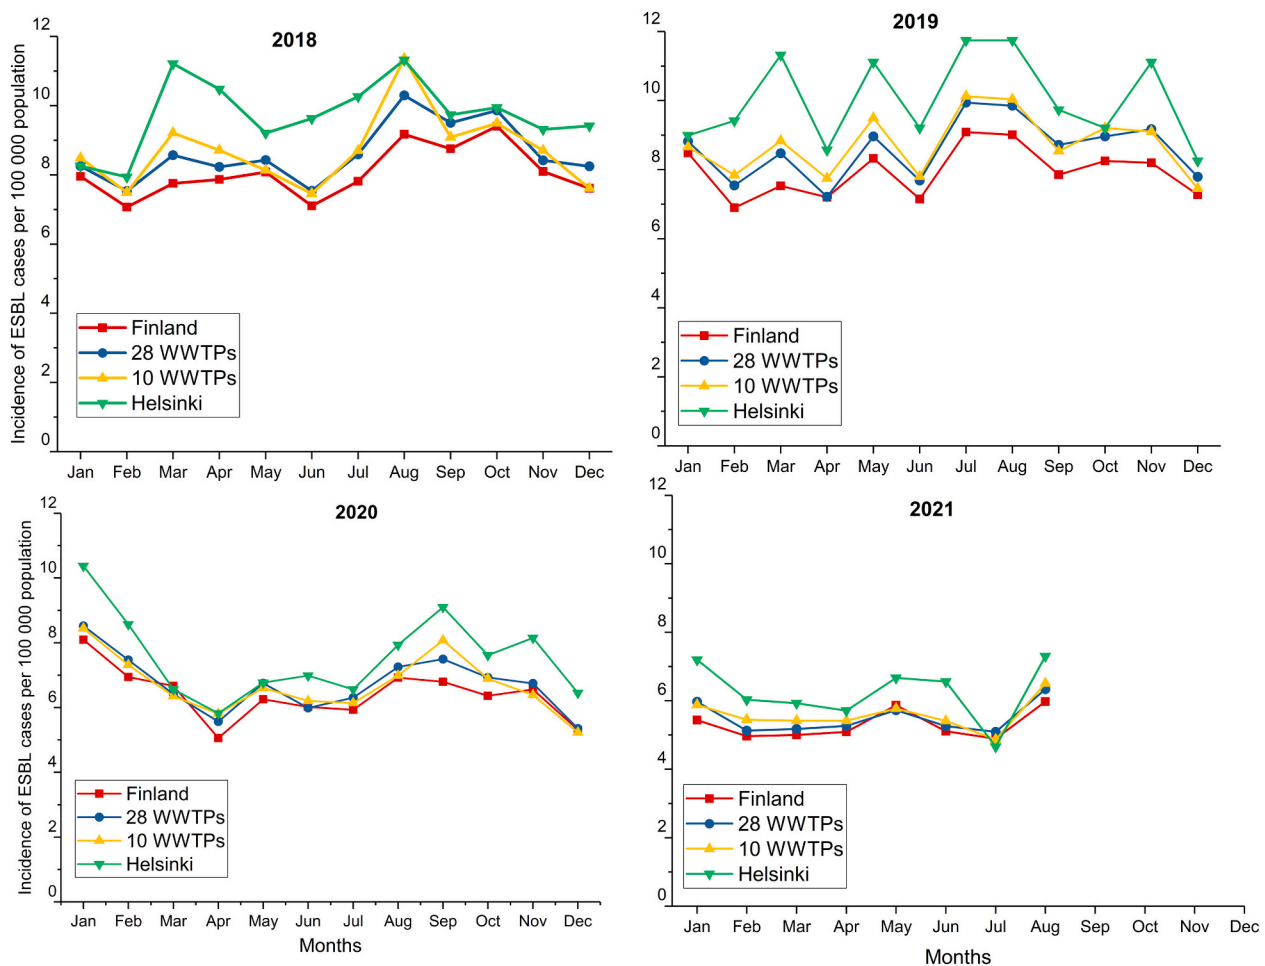 2018
Incidence of ESBL cases per 100 000 population
12
10
8
6
4
2
0
Finland
28 WWTPs
10 WWTPs
Helsinki
Jan Feb Mar Apr May Jun Jul Aug Sep Oct Nov Dec
2019
12
10
8
6
4
2
0
Finland
28 WWTPs
10 WWTPs
Helsinki
Jan Feb Mar Apr May Jun Jul Aug Sep Oct Nov Dec
2020
Incidence of ESBL cases per 100 000 population
12
10
8
6
4
2
0
Finland
28 WWTPs
10 WWTPs
Helsinki
Jan Feb Mar Apr May Jun Jul Aug Sep Oct Nov Dec
Months
2021
12
10
8
6
4
2
0
Finland
28 WWTPs
10 WWTPs
Helsinki
Jan Feb Mar Apr May Jun Jul Aug Sep Oct Nov Dec
Months